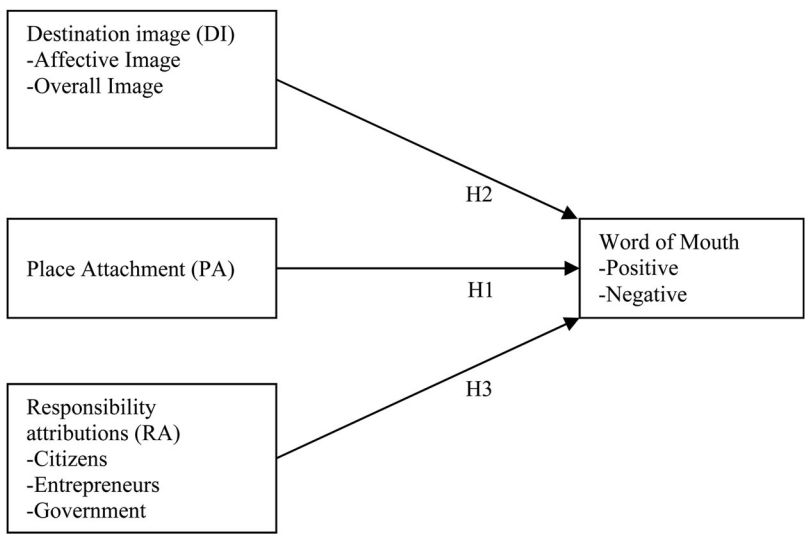 Destination image (DI)
-Affective Image
-Overall Image
H2
Word of Mouth
-Positive
-Negative
Place Attachment (PA)
H1
H3
Responsibility
attributions (RA)
-Citizens
-Entrepreneurs
-Government